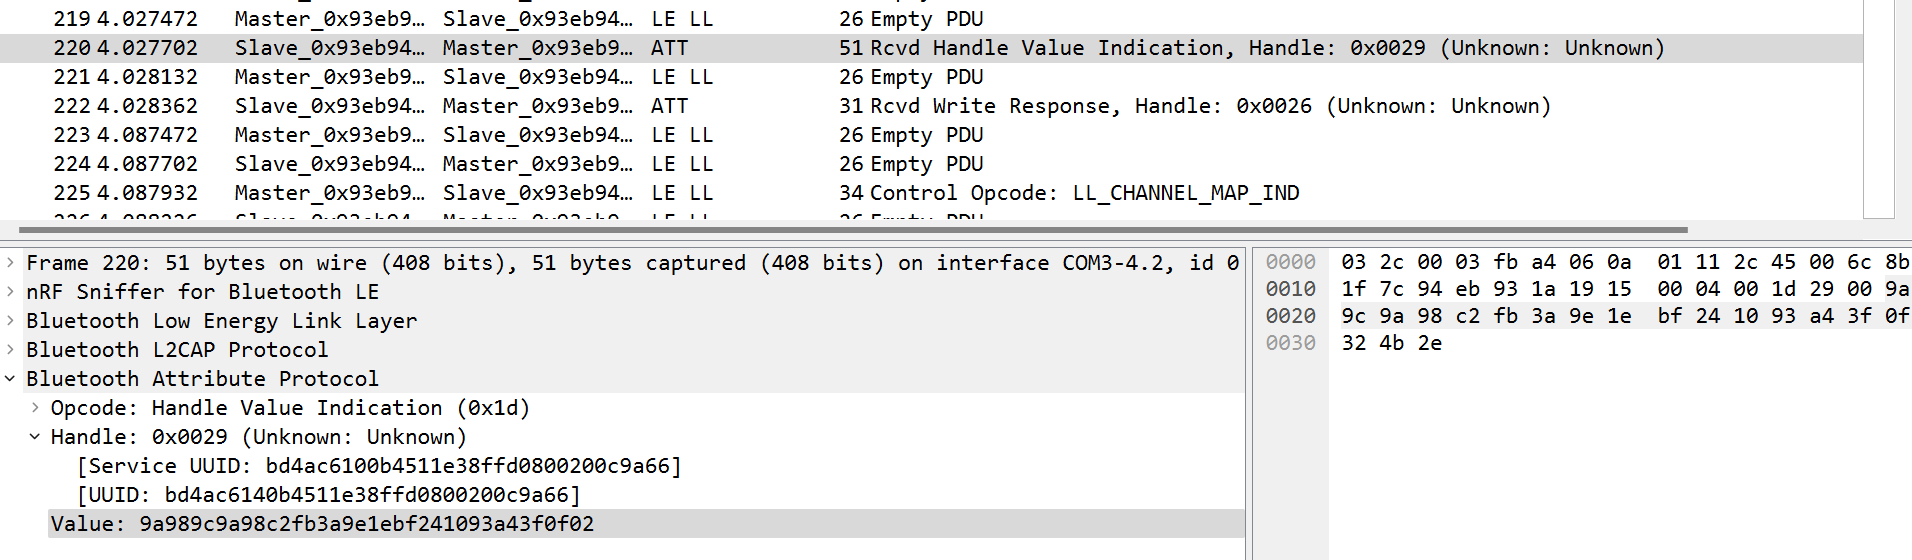 219 4.027472 Master_0x93eb9… Slave_0x93eb94… LE LL 26 Empty PDU
220 4.027702 Slave_0x93eb94… Master_0x93eb9… ATT 51 Rcvd Handle Value Indication, Handle: 0x0029 (Unknown: Unknown)
221 4.028132 Master_0x93eb9… Slave_0x93eb94… LE LL 26 Empty PDU
222 4.028362 Slave_0x93eb94… Master_0x93eb9… ATT 31 Rcvd Write Response, Handle: 0x0026 (Unknown: Unknown)
223 4.087472 Master_0x93eb9… Slave_0x93eb94… LE LL 26 Empty PDU
224 4.087702 Slave_0x93eb94… Master_0x93eb9… LE LL 26 Empty PDU
225 4.087932 Master_0x93eb9… Slave_0x93eb94… LE LL 34 Control Opcode: LL_CHANNEL_MAP_IND
Frame 220: 51 bytes on wire (408 bits), 51 bytes captured (408 bits) on interface COM3-4.2, id 0
nRF Sniffer for Bluetooth LE
Bluetooth Low Energy Link Layer
Bluetooth L2CAP Protocol
Bluetooth Attribute Protocol
Opcode: Handle Value Indication (0x1d)
Handle: 0x0029 (Unknown: Unknown)
[Service UUID: bd4ac6100b4511e38ffd0800200c9a66]
[UUID: bd4ac6140b4511e38ffd0800200c9a66]
Value: 9a989c9a98c2fb3a9e1ebf241093a43f0f02
0000 03 2c 00 03 fb a4 06 0a 01 11 2c 45 00 6c 8b
0010 1f 7c 94 eb 93 1a 19 15 00 04 00 1d 29 00 9a
0020 9c 9a 98 c2 fb 3a 9e 1e bf 24 10 93 a4 3f 0f
0030 32 4b 2e